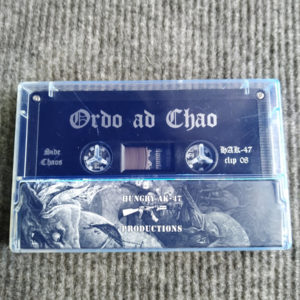 Ordo ad Chao
Side
Chaos
HAK-47
clip 08
HUNGRY AK-47
PRODUCTIONS